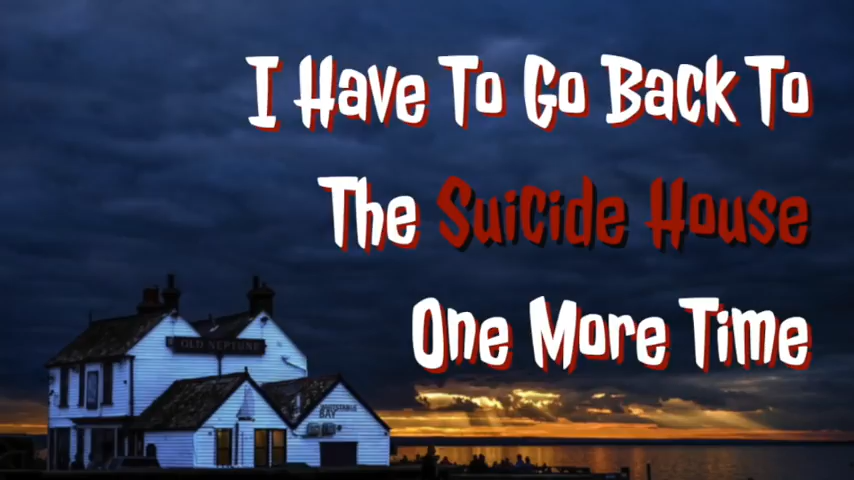 I Have To Go Back To
The Suicide House
One More Time
OLD NEPTUNE
BAY